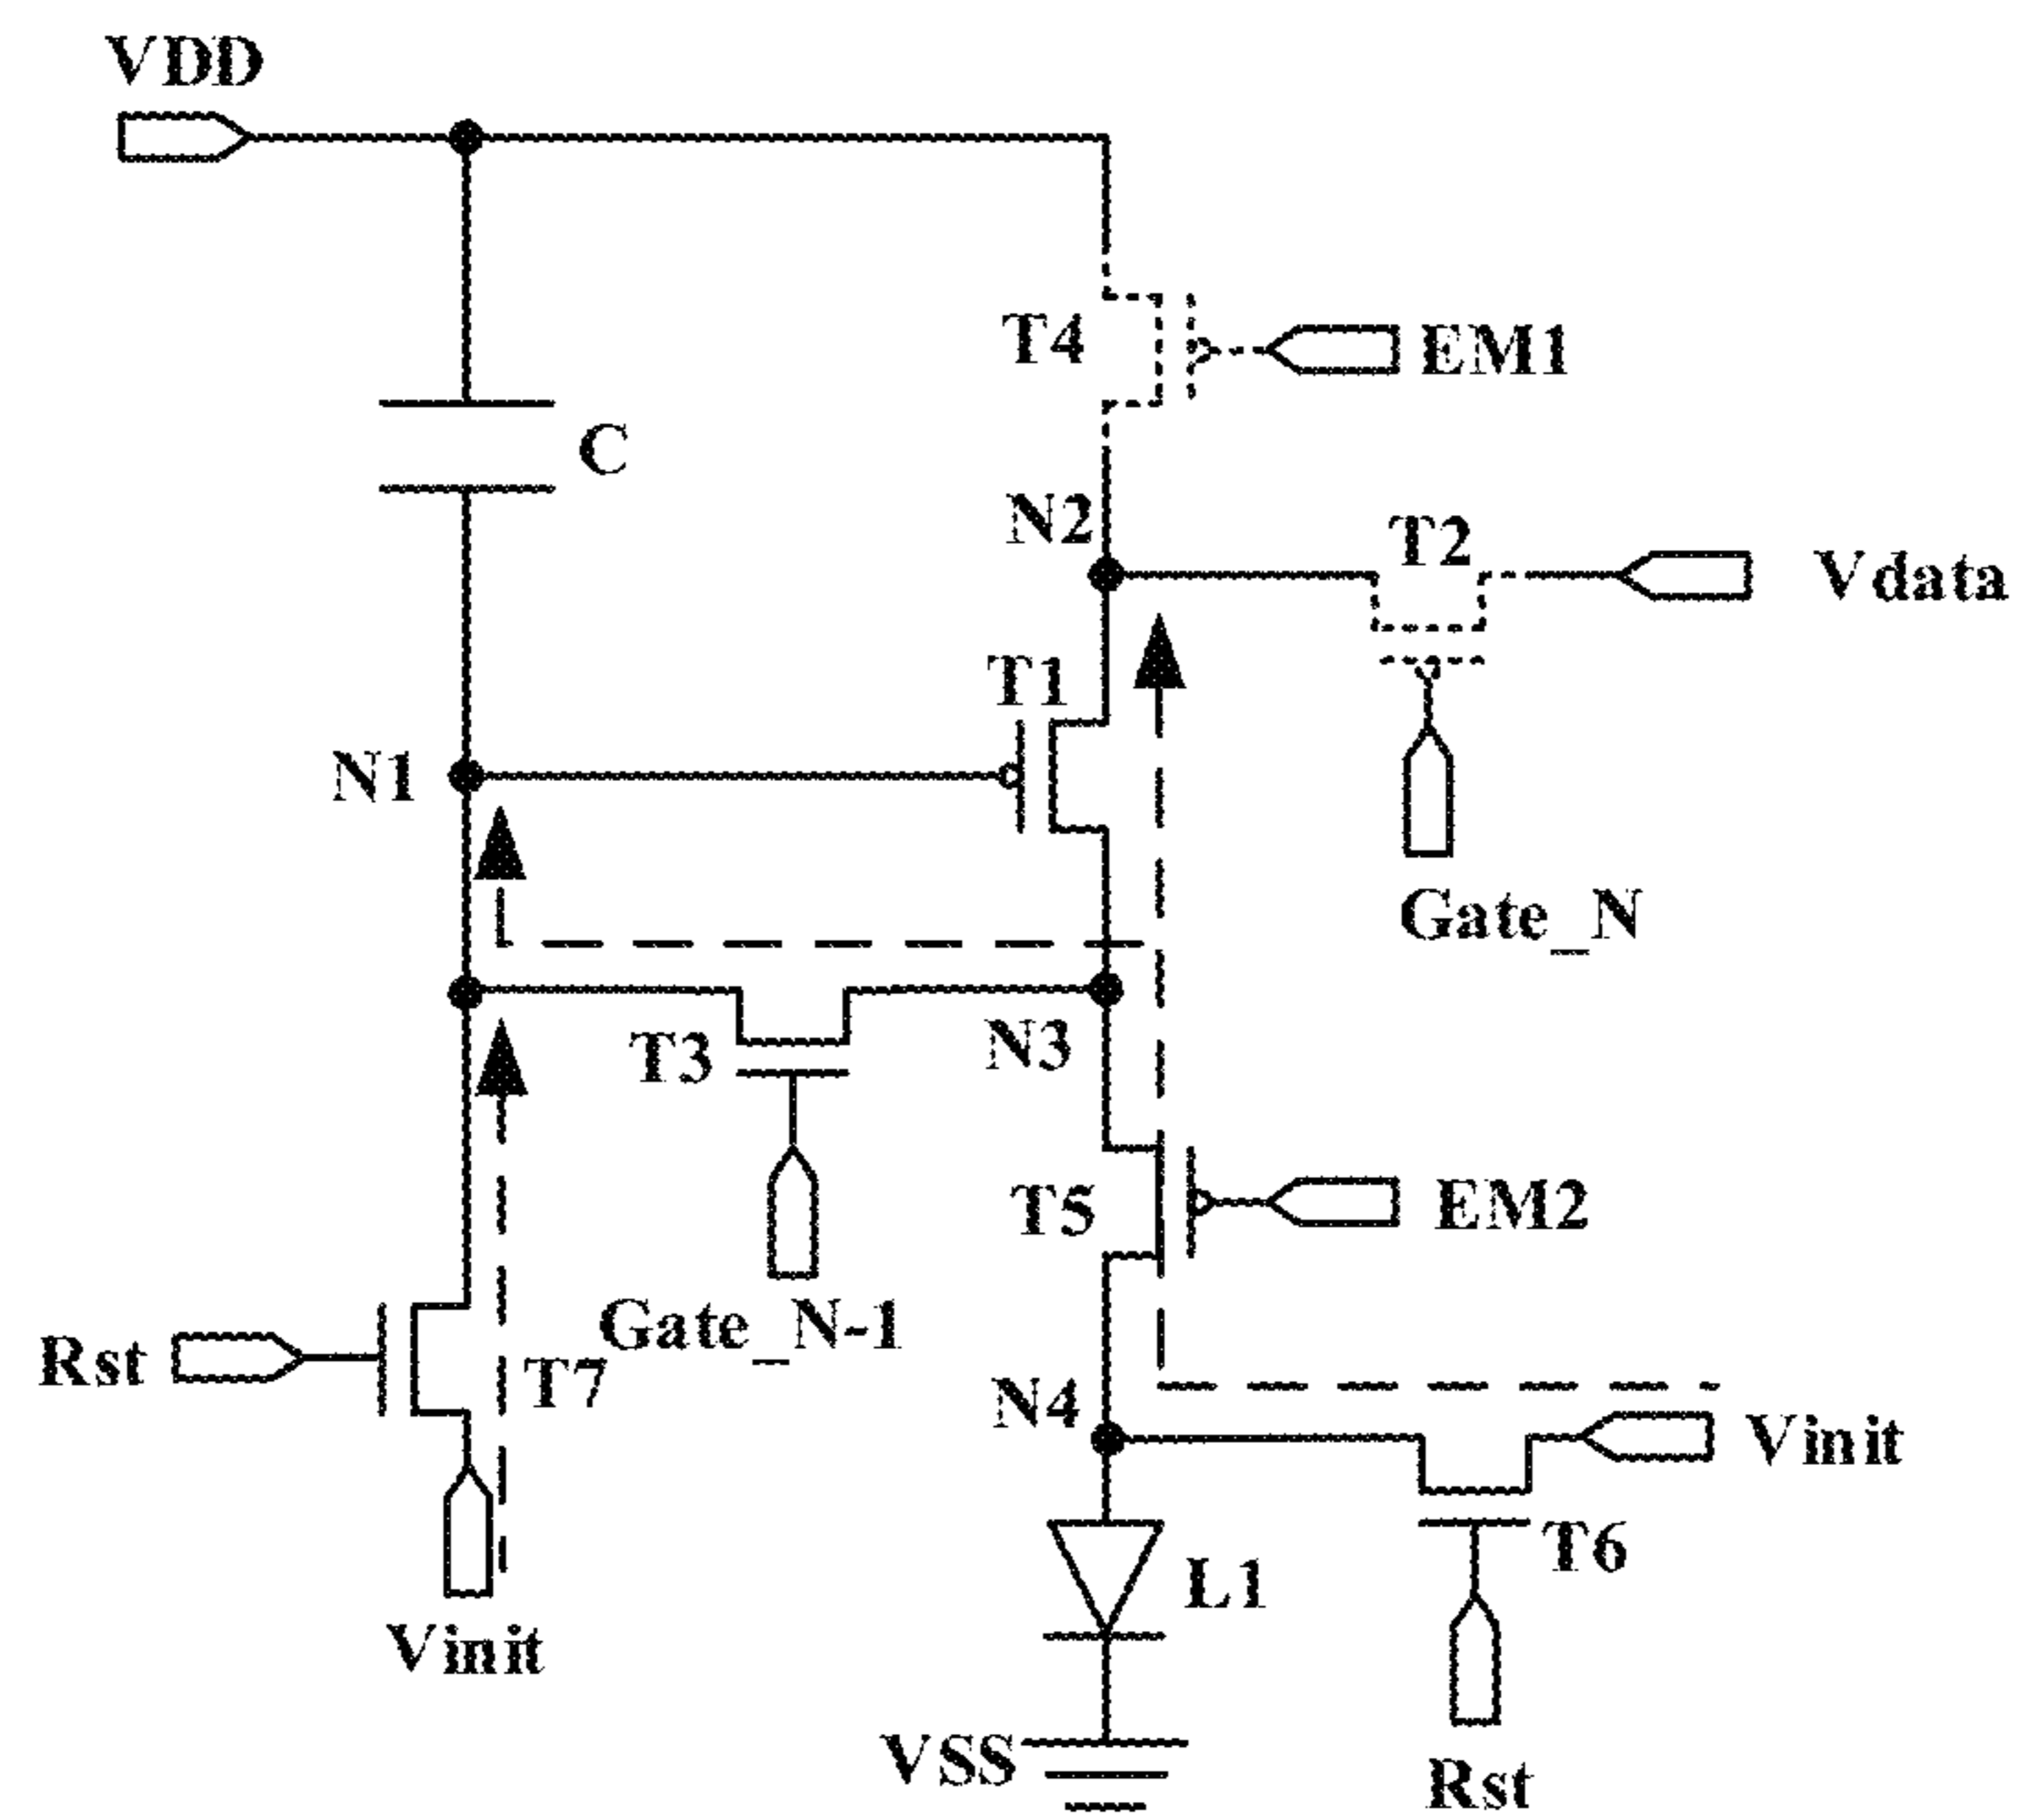 VDD
T4
EM1
C
N2
T2
Vdata
T1
N1
Gate_N
T3
N3
T5
EM2
Gate_N-1
Rst
T7
N4
Vinit
T6
L1
Vinit
VSS
Rst